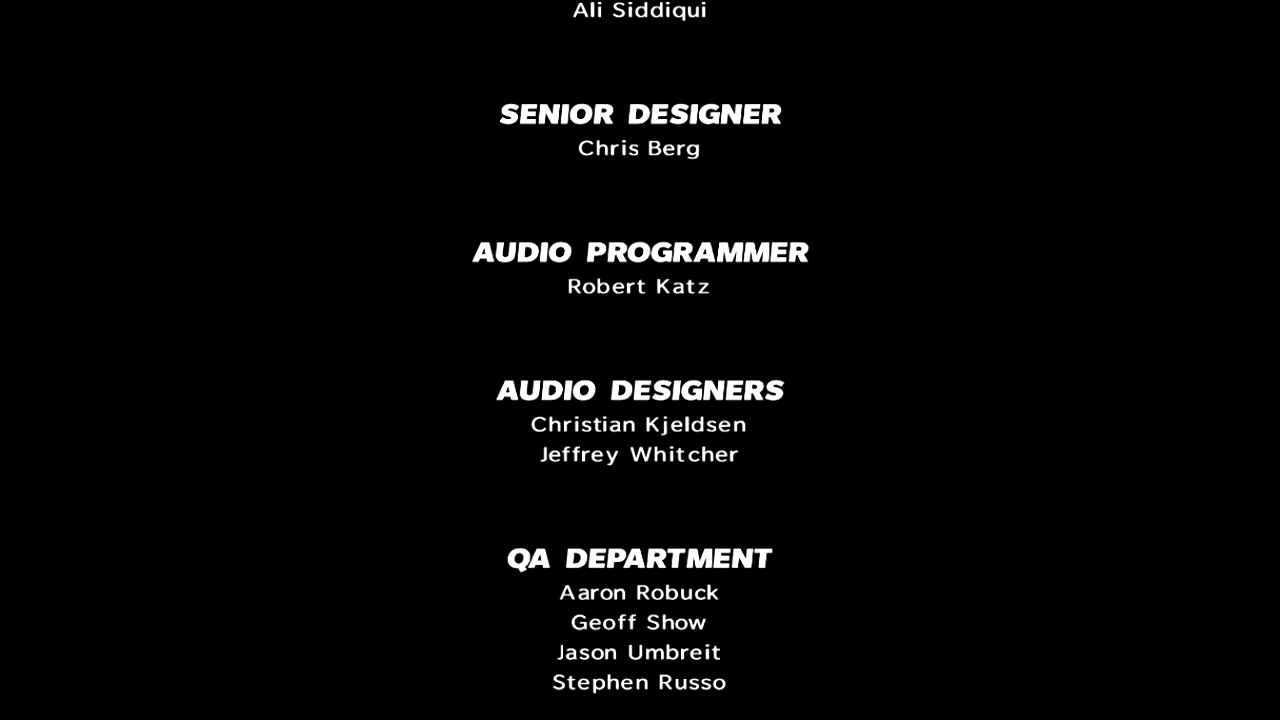 Ali Siddiqui
SENIOR DESIGNER
Chris Berg
AUDIO PROGRAMMER
Robert Katz
AUDIO DESIGNERS
Christian Kjeldsen
Jeffrey Whitcher
QA DEPARTMENT
Aaron Robuck
Geoff Show
Jason Umbreit
Stephen Russo